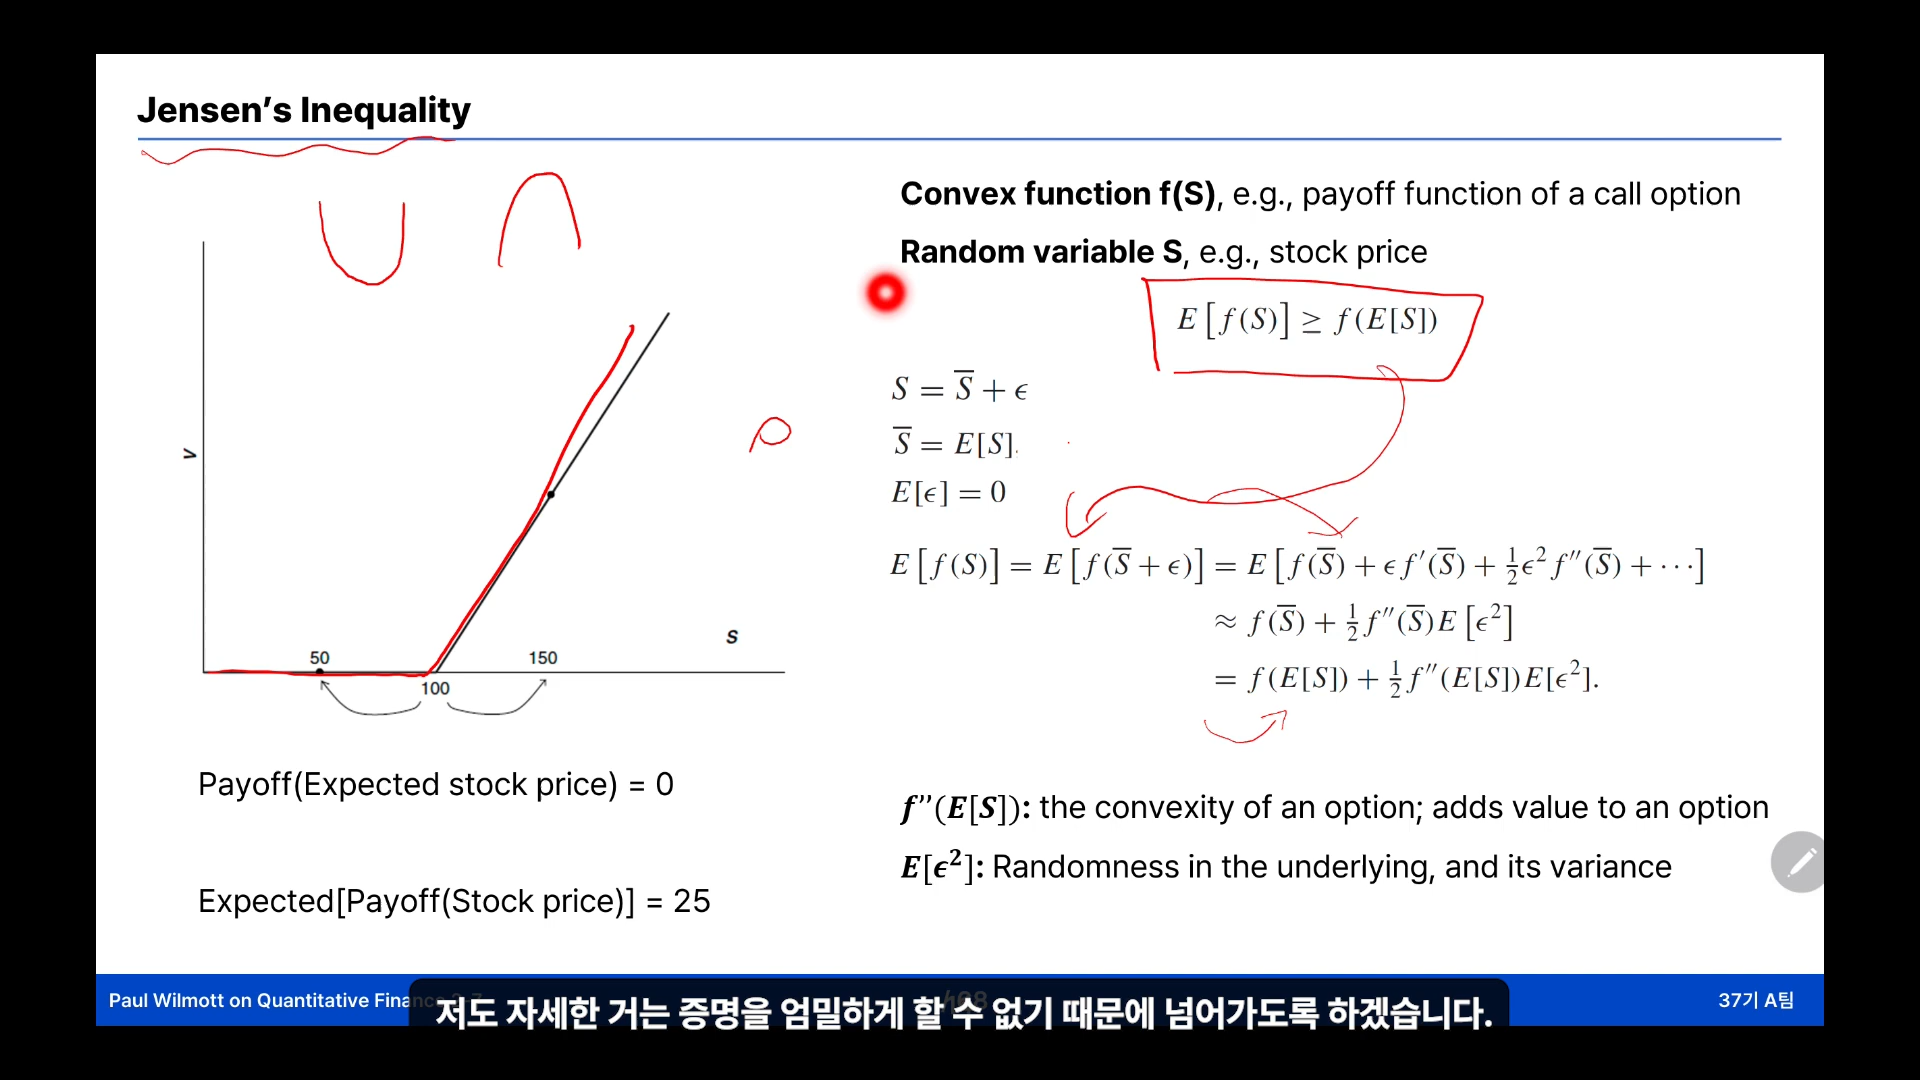 Jensen's Inequality
Convex function f(S), e.g., payoff function of a call option
Random variable S, e.g., stock price
E[f(S)] ≥ f(E[S])
S = S̅ + ϵ
S̅ = E[S].
E[ϵ] = 0
E[f(S)] = E[f(S̅ + ϵ)] = E[f(S̅) + ϵf′(S̅) + ½ϵ²f″(S̅) + ···]
≈ f(S̅) + ½f″(S̅)E[ϵ²]
= f(E[S]) + ½f″(E[S])E[ϵ²].
f''(E[S]): the convexity of an option; adds value to an option
E[ϵ²]: Randomness in the underlying, and its variance
V
S
50
150
100
Payoff(Expected stock price) = 0
Expected[Payoff(Stock price)] = 25
Paul Wilmott on Quantitative Finance
37기 A팀
저도 자세한 거는 증명을 엄밀하게 할 수 없기 때문에 넘어가도록 하겠습니다.